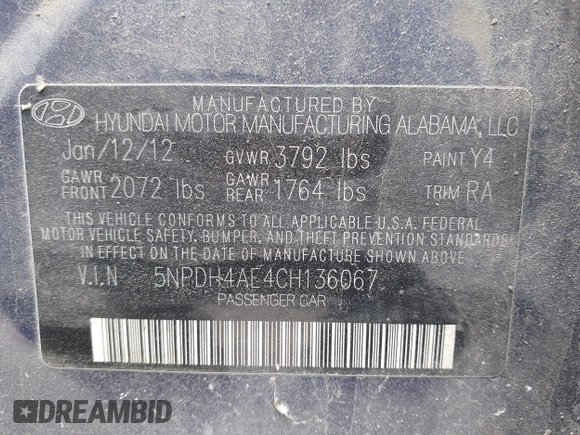 MANUFACTURED BY
HYUNDAI MOTOR MANUFACTURING ALABAMA, LLC
Jan/12/12 GVWR 3792 lbs PAINT Y4
GAWR FRONT 2072 lbs GAWR REAR 1764 lbs TRIM RA
THIS VEHICLE CONFORMS TO ALL APPLICABLE U.S.A. FEDERAL
MOTOR VEHICLE SAFETY, BUMPER, AND THEFT PREVENTION STANDARDS
IN EFFECT ON THE DATE OF MANUFACTURE SHOWN ABOVE.
V.I.N 5NPDH4AE4CH136067
PASSENGER CAR
DREAMBID